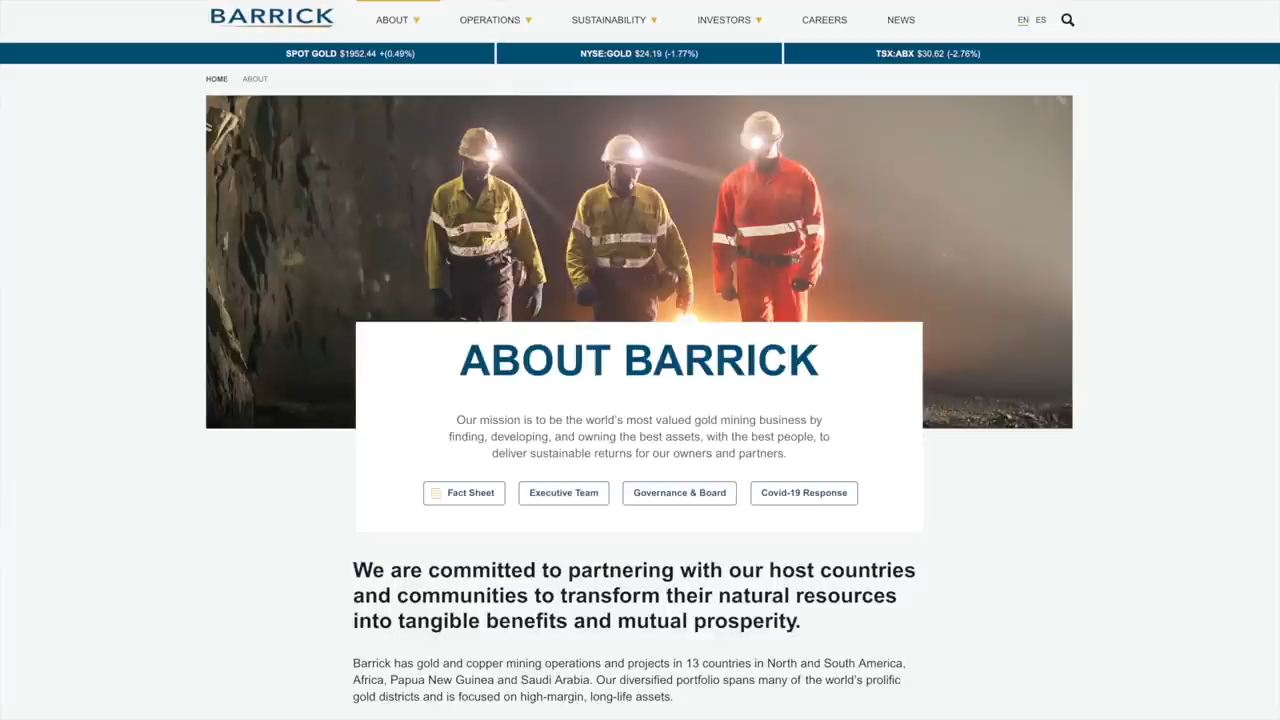 BARRICK
ABOUT OPERATIONS SUSTAINABILITY INVESTORS CAREERS NEWS EN ES
SPOT GOLD $1952.44 +(0.49%) NYSE:GOLD $24.19 (-1.77%) TSX:ABX $30.62 (-2.76%)
HOME ABOUT
ABOUT BARRICK
Our mission is to be the world's most valued gold mining business by
finding, developing, and owning the best assets, with the best people, to
deliver sustainable returns for our owners and partners.
Fact Sheet Executive Team Governance & Board Covid-19 Response
We are committed to partnering with our host countries
and communities to transform their natural resources
into tangible benefits and mutual prosperity.
Barrick has gold and copper mining operations and projects in 13 countries in North and South America,
Africa, Papua New Guinea and Saudi Arabia. Our diversified portfolio spans many of the world's prolific
gold districts and is focused on high-margin, long-life assets.